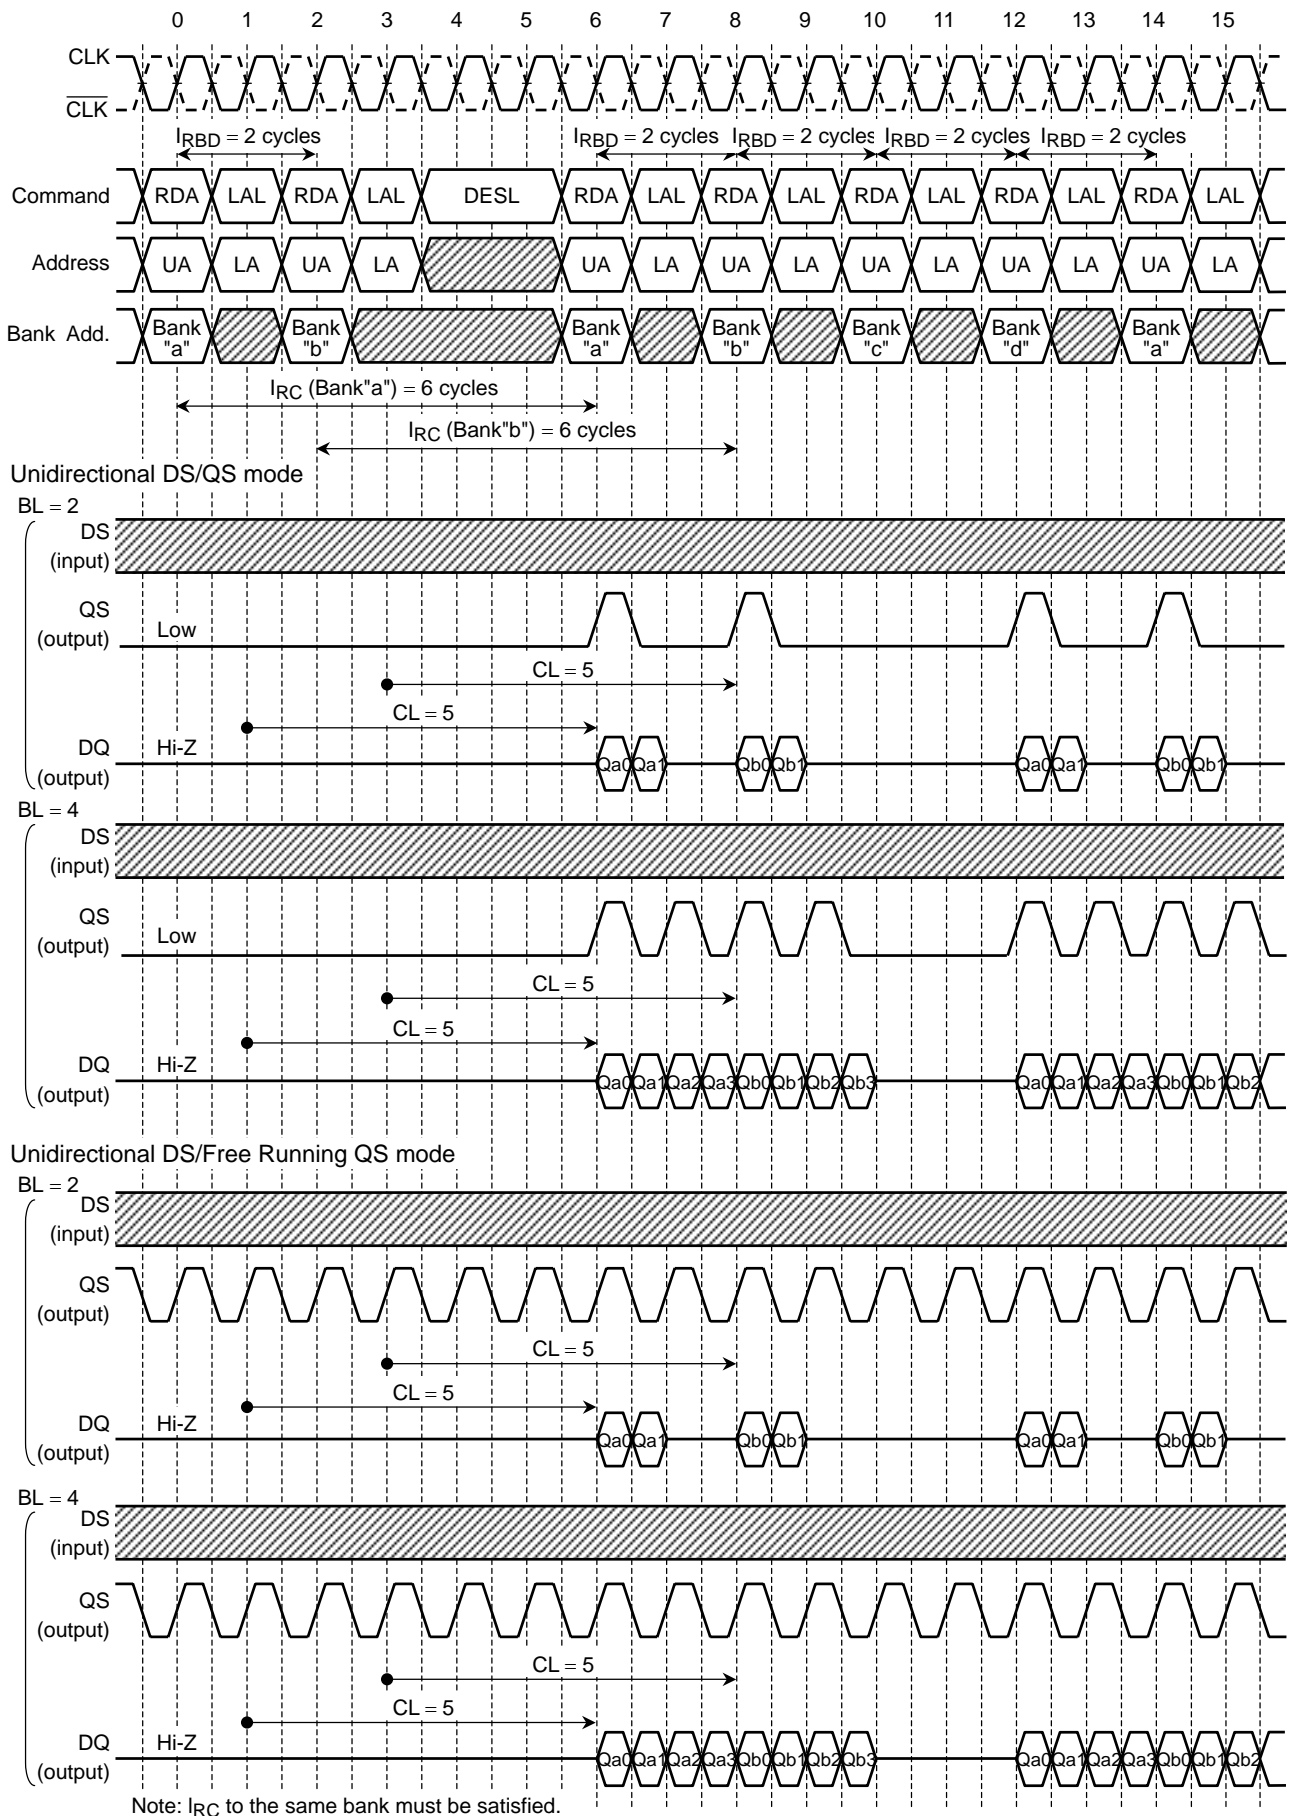 0 1 2 3 4 5 6 7 8 9 10 11 12 13 14 15
CLK
CLK
IRBD = 2 cycles IRBD = 2 cycles IRBD = 2 cycles IRBD = 2 cycles IRBD = 2 cycles
Command RDA LAL RDA LAL DESL RDA LAL RDA LAL RDA LAL RDA LAL RDA LAL
Address UA LA UA LA UA LA UA LA UA LA UA LA UA LA
Bank Add. Bank "a" Bank "b" Bank "a" Bank "b" Bank "c" Bank "d" Bank "a"
IRC (Bank"a") = 6 cycles
IRC (Bank"b") = 6 cycles
Unidirectional DS/QS mode
BL = 2
DS
(input)
QS
(output) Low
CL = 5
CL = 5
DQ Hi-Z
(output) Qa0 Qa1 Qb0 Qb1 Qa0 Qa1 Qb0 Qb1
BL = 4
DS
(input)
QS
(output) Low
CL = 5
CL = 5
DQ Hi-Z
(output) Qa0 Qa1 Qa2 Qa3 Qb0 Qb1 Qb2 Qb3 Qa0 Qa1 Qa2 Qa3 Qb0 Qb1 Qb2
Unidirectional DS/Free Running QS mode
BL = 2
DS
(input)
QS
(output)
CL = 5
CL = 5
DQ Hi-Z
(output) Qa0 Qa1 Qb0 Qb1 Qa0 Qa1 Qb0 Qb1
BL = 4
DS
(input)
QS
(output)
CL = 5
CL = 5
DQ Hi-Z
(output) Qa0 Qa1 Qa2 Qa3 Qb0 Qb1 Qb2 Qb3 Qa0 Qa1 Qa2 Qa3 Qb0 Qb1 Qb2
Note: IRC to the same bank must be satisfied.